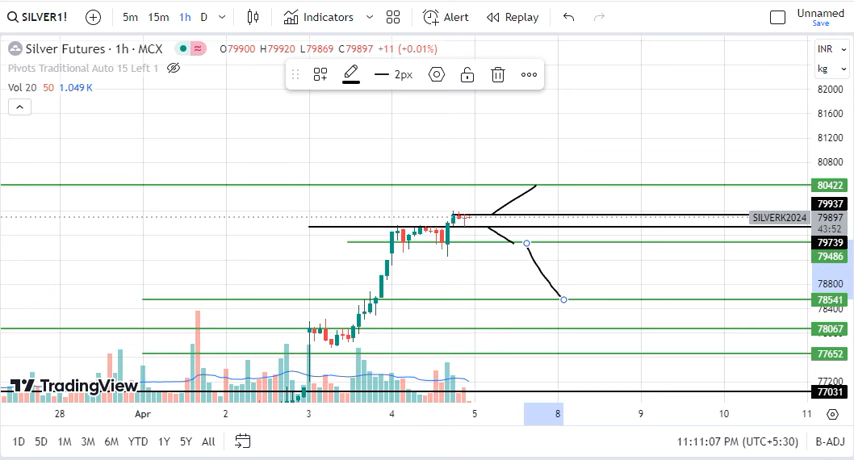 SILVER1! 5m 15m 1h D Indicators Alert Replay Unnamed
Save
Silver Futures · 1h · MCX O79900 H79920 L79869 C79897 +11 (+0.01%) INR
Pivots Traditional Auto 15 Left 1 2px kg
Vol 20 50 1.049 K
82000
81600
81200
80800
80422
79937
SILVERK2024 79897
43:52
79739
79486
78800
78541
78400
78067
77652
77200
TradingView
77031
28 Apr 2 3 4 5 8 9 10 11
1D 5D 1M 3M 6M YTD 1Y 5Y All 11:11:07 PM (UTC+5:30) B-ADJ